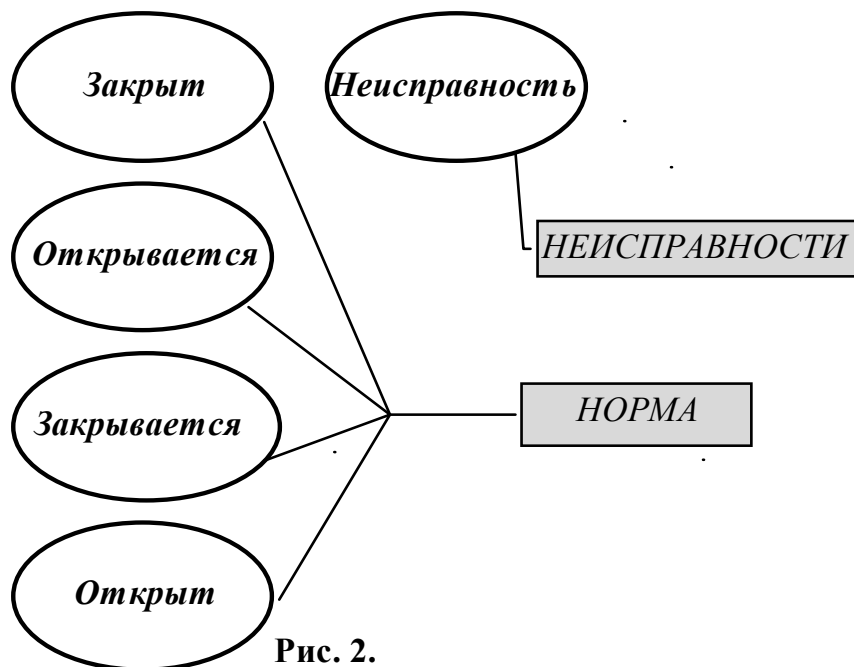 Закрыт
Неисправность
Открывается
НЕИСПРАВНОСТИ
Закрывается
НОРМА
Открыт
Рис. 2.